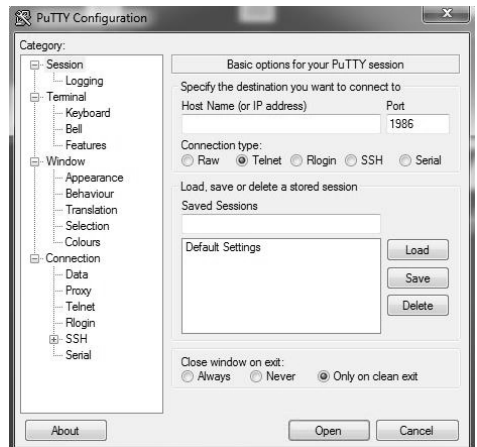 PuTTY Configuration
Category:
Session
Logging
Terminal
Keyboard
Bell
Features
Window
Appearance
Behaviour
Translation
Selection
Colours
Connection
Data
Proxy
Telnet
Rlogin
SSH
Serial
Basic options for your PuTTY session
Specify the destination you want to connect to
Host Name (or IP address) Port
1986
Connection type:
Raw Telnet Rlogin SSH Serial
Load, save or delete a stored session
Saved Sessions
Default Settings
Load
Save
Delete
Close window on exit:
Always Never Only on clean exit
About Open Cancel